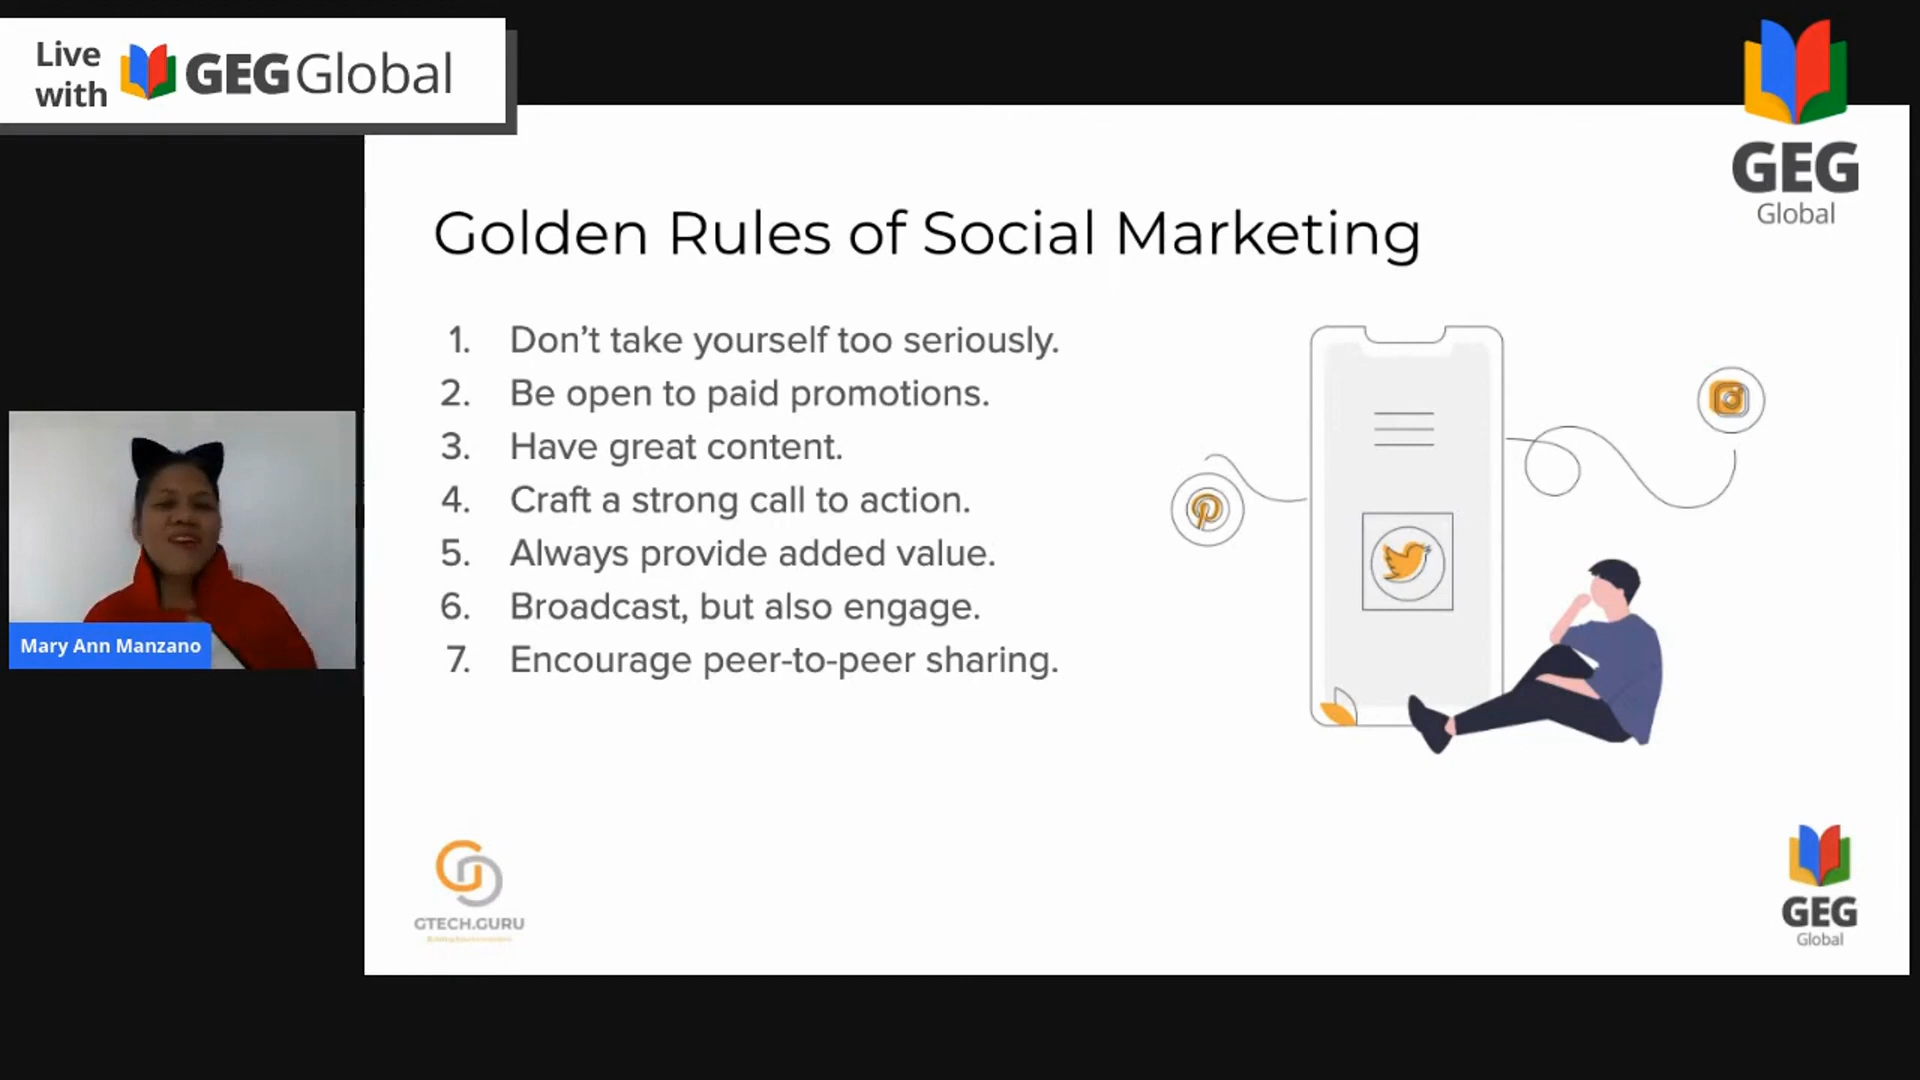 Live
with
GEG Global
GEG
Global
Golden Rules of Social Marketing
1. Don’t take yourself too seriously.
2. Be open to paid promotions.
3. Have great content.
4. Craft a strong call to action.
5. Always provide added value.
6. Broadcast, but also engage.
7. Encourage peer-to-peer sharing.
Mary Ann Manzano
GTECH.GURU
GEG
Global